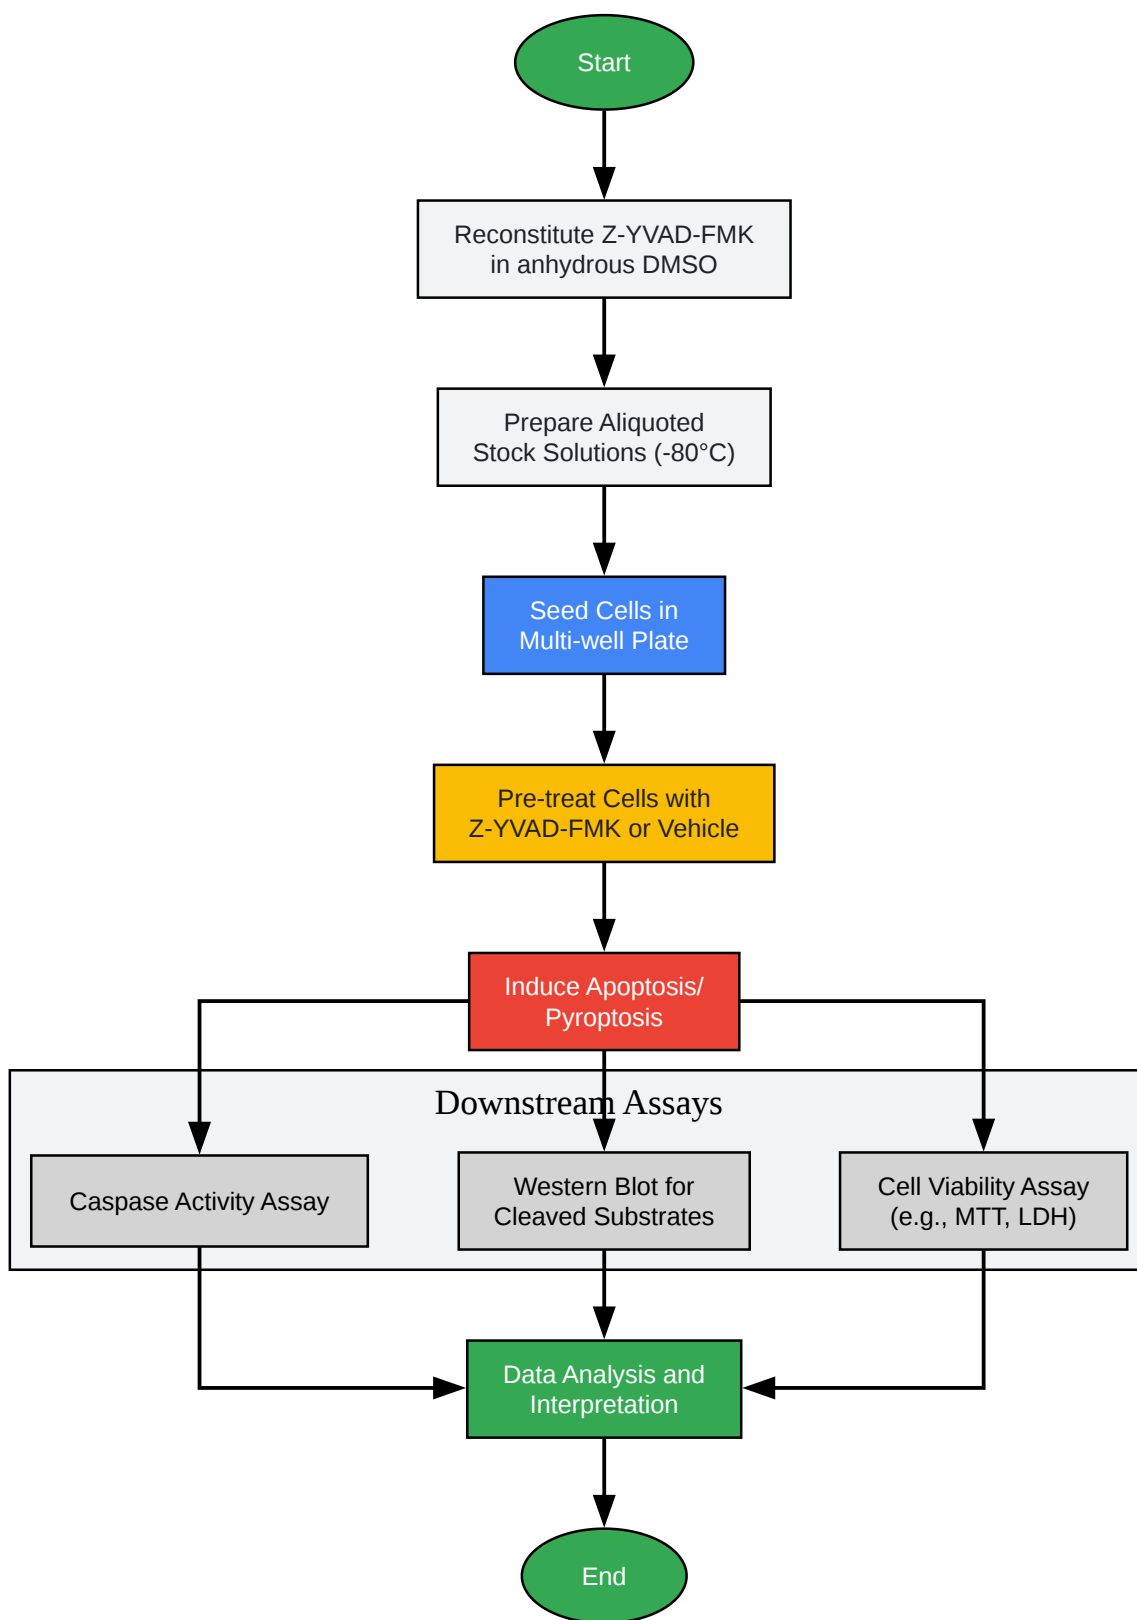 Start
Reconstitute Z-YVAD-FMK
in anhydrous DMSO
Prepare Aliquoted
Stock Solutions (-80°C)
Seed Cells in
Multi-well Plate
Pre-treat Cells with
Z-YVAD-FMK or Vehicle
Induce Apoptosis/
Pyroptosis
Downstream Assays
Caspase Activity Assay
Western Blot for
Cleaved Substrates
Cell Viability Assay
(e.g., MTT, LDH)
Data Analysis and
Interpretation
End